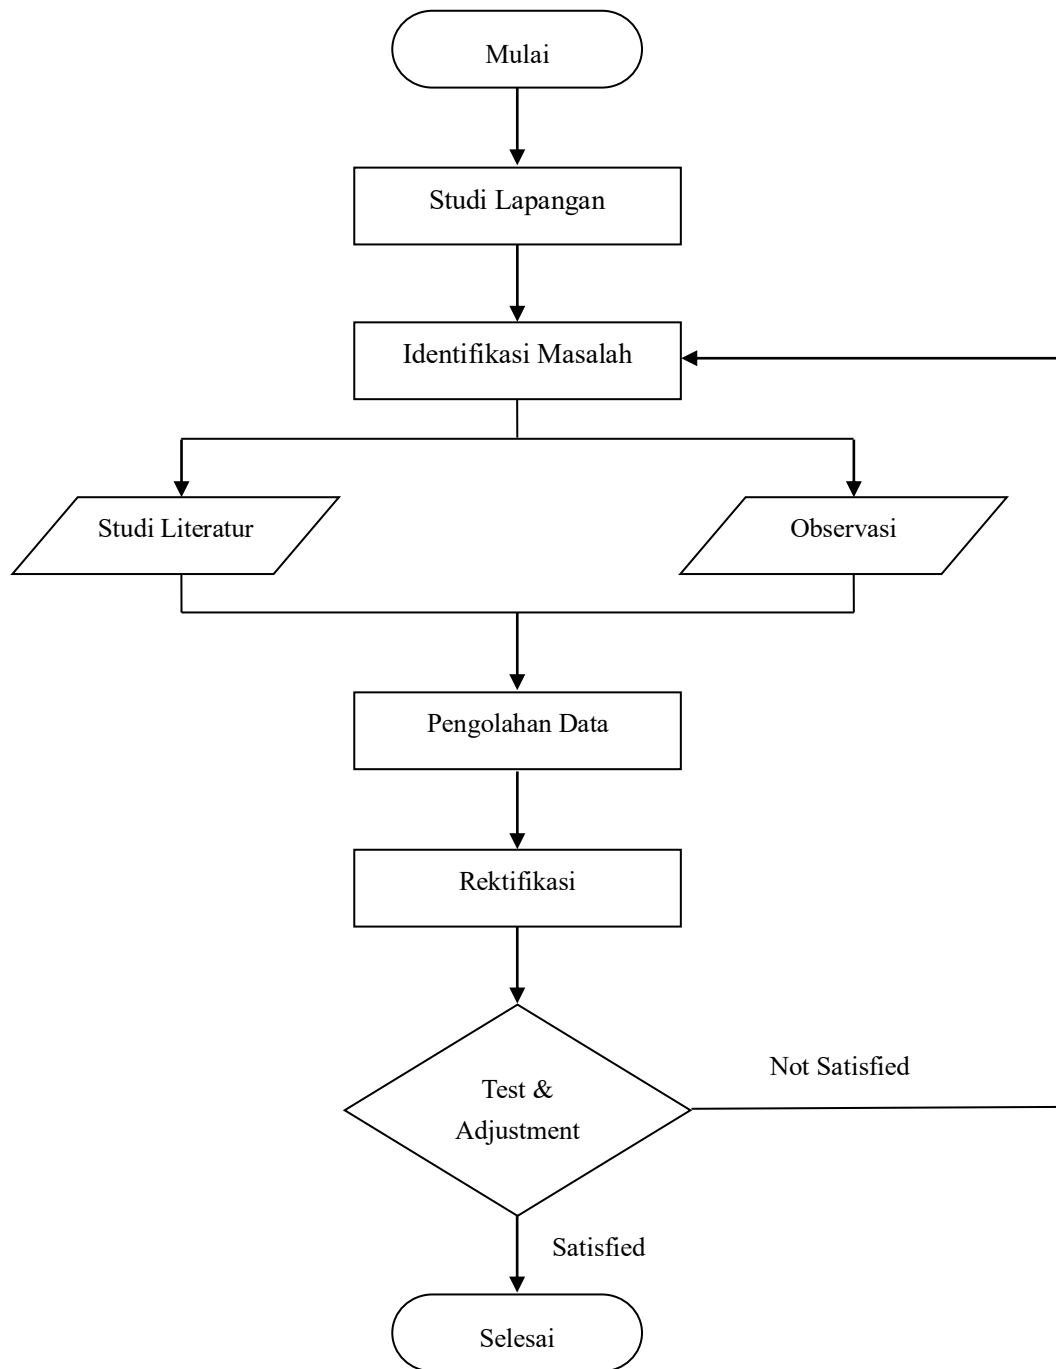 Mulai
Studi Lapangan
Identifikasi Masalah
Studi Literatur
Observasi
Pengolahan Data
Rektifikasi
Not Satisfied
Test &
Adjustment
Satisfied
Selesai